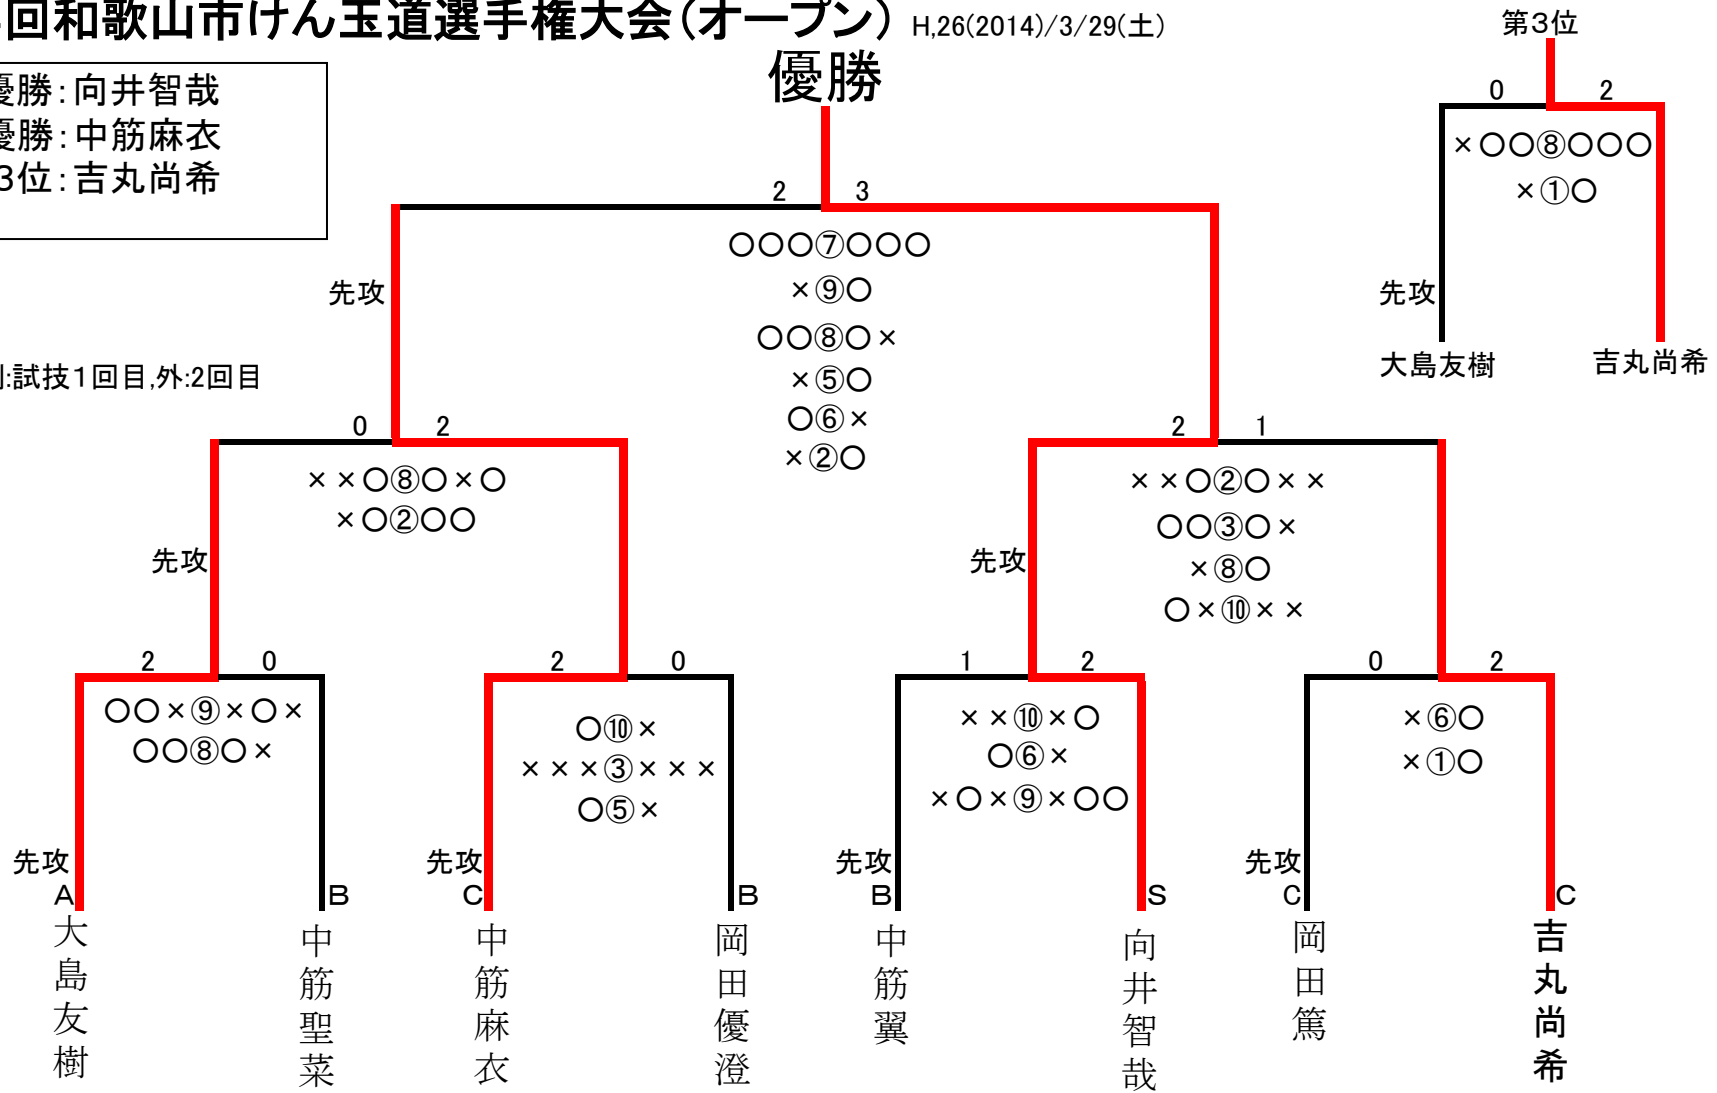 回和歌山市けん玉道選手権大会(オープン) H,26(2014)/3/29(土)
第3位
優勝
優勝:向井智哉
優勝:中筋麻衣
3位:吉丸尚希
0 2
×○○⑧○○○
×①○
先攻
大島友樹 吉丸尚希
2 3
○○○⑦○○○
×⑨○
○○⑧○×
×⑤○
○⑥×
×②○
先攻
:試技1回目,外:2回目
0 2
××○⑧○×○
×○②○○
先攻
2 1
××○②○××
○○③○×
×⑧○
○×⑩××
先攻
2 0
○○×⑨×○×
○○⑧○×
先攻
2 0
○⑩×
×××③×××
○⑤×
先攻
1 2
××⑩×○
○⑥×
×○×⑨×○○
先攻
0 2
×⑥○
×①○
先攻
A B C B B S C C
大島友樹
中筋聖菜
中筋麻衣
岡田優澄
中筋翼
向井智哉
岡田篤
吉丸尚希